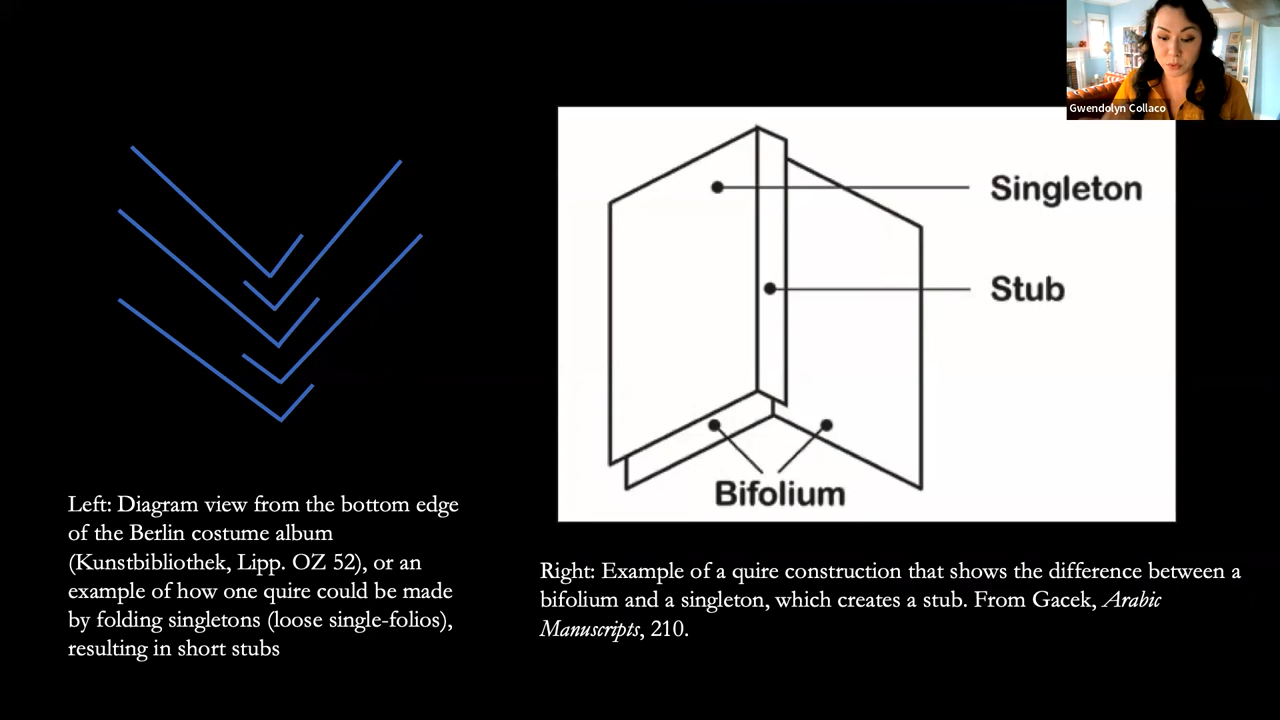 Gwendolyn Collaco
Singleton
Stub
Bifolium
Left: Diagram view from the bottom edge
of the Berlin costume album
(Kunstbibliothek, Lipp. OZ 52), or an
example of how one quire could be made
by folding singletons (loose single-folios),
resulting in short stubs
Right: Example of a quire construction that shows the difference between a
bifolium and a singleton, which creates a stub. From Gacek, Arabic
Manuscripts, 210.